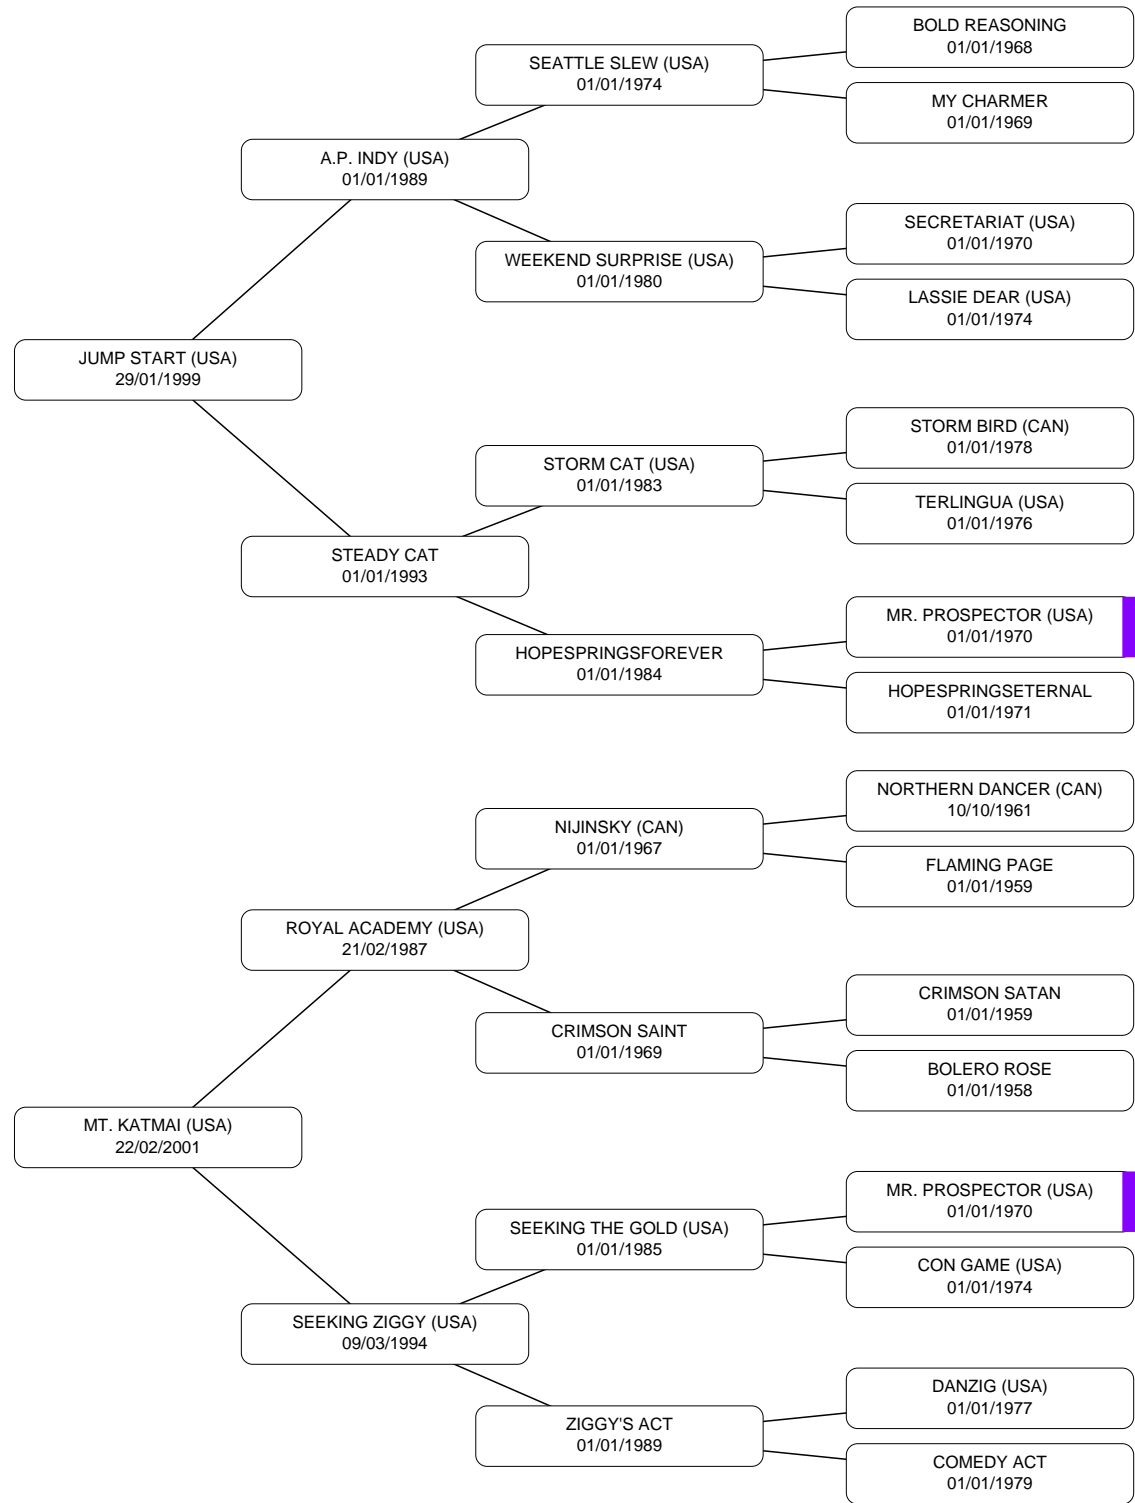 BOLD REASONING
01/01/1968
SEATTLE SLEW (USA)
01/01/1974
MY CHARMER
01/01/1969
A.P. INDY (USA)
01/01/1989
SECRETARIAT (USA)
01/01/1970
WEEKEND SURPRISE (USA)
01/01/1980
LASSIE DEAR (USA)
01/01/1974
JUMP START (USA)
29/01/1999
STORM BIRD (CAN)
01/01/1978
STORM CAT (USA)
01/01/1983
TERLINGUA (USA)
01/01/1976
STEADY CAT
01/01/1993
MR. PROSPECTOR (USA)
01/01/1970
HOPESPRINGSFOREVER
01/01/1984
HOPESPRINGSETERNAL
01/01/1971
NORTHERN DANCER (CAN)
10/10/1961
NIJINSKY (CAN)
01/01/1967
FLAMING PAGE
01/01/1959
ROYAL ACADEMY (USA)
21/02/1987
CRIMSON SATAN
01/01/1959
CRIMSON SAINT
01/01/1969
BOLERO ROSE
01/01/1958
MT. KATMAI (USA)
22/02/2001
MR. PROSPECTOR (USA)
01/01/1970
SEEKING THE GOLD (USA)
01/01/1985
CON GAME (USA)
01/01/1974
SEEKING ZIGGY (USA)
09/03/1994
DANZIG (USA)
01/01/1977
ZIGGY'S ACT
01/01/1989
COMEDY ACT
01/01/1979